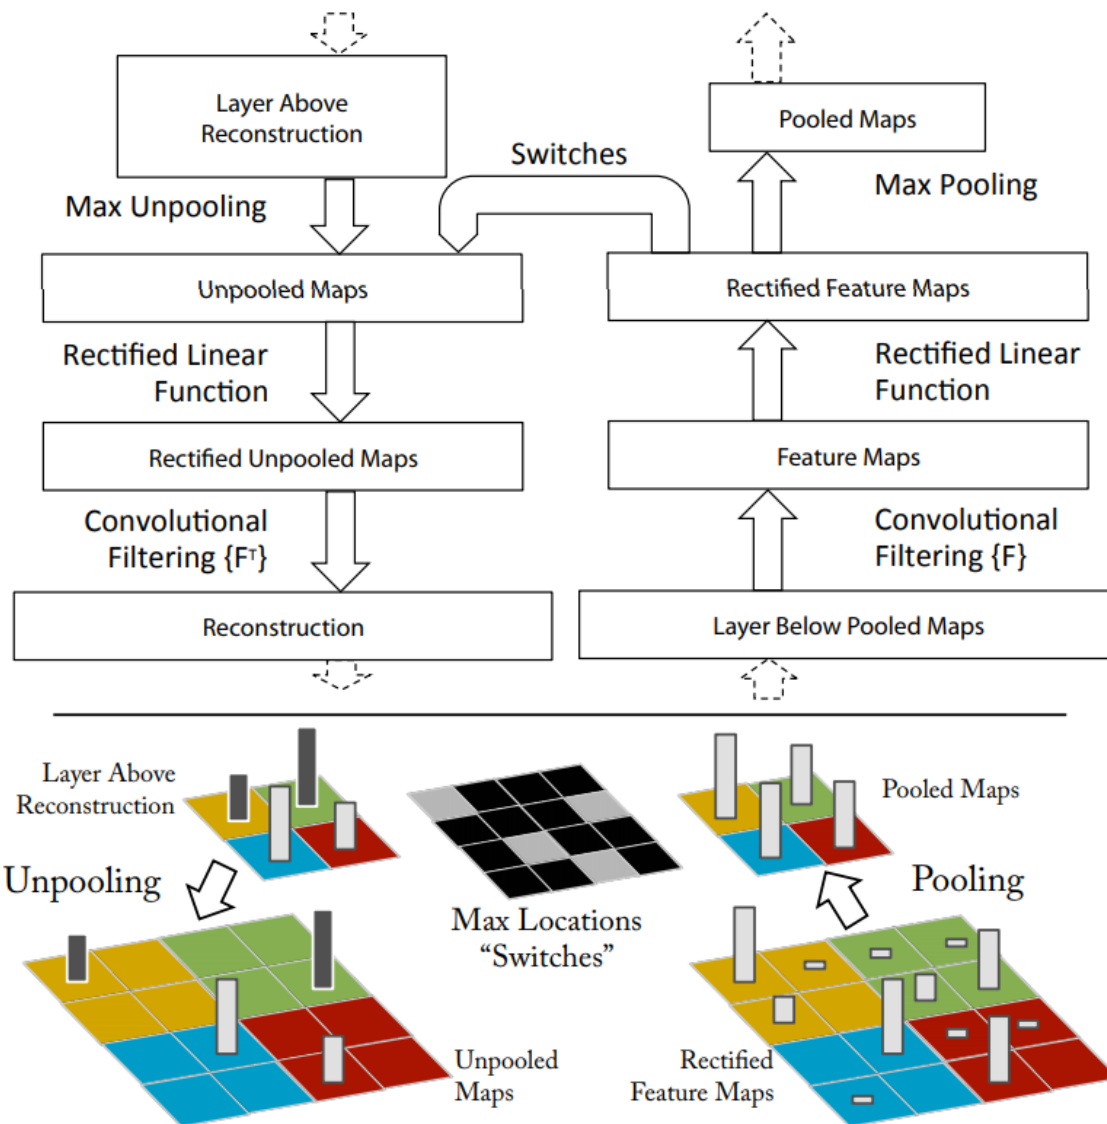 Layer Above
Reconstruction
Pooled Maps
Switches
Max Unpooling
Max Pooling
Unpooled Maps
Rectified Feature Maps
Rectified Linear
Function
Rectified Linear
Function
Rectified Unpooled Maps
Feature Maps
Convolutional
Filtering {Fᵀ}
Convolutional
Filtering {F}
Reconstruction
Layer Below Pooled Maps
Layer Above
Reconstruction
Pooled Maps
Unpooling
Pooling
Max Locations
“Switches”
Unpooled
Maps
Rectified
Feature Maps